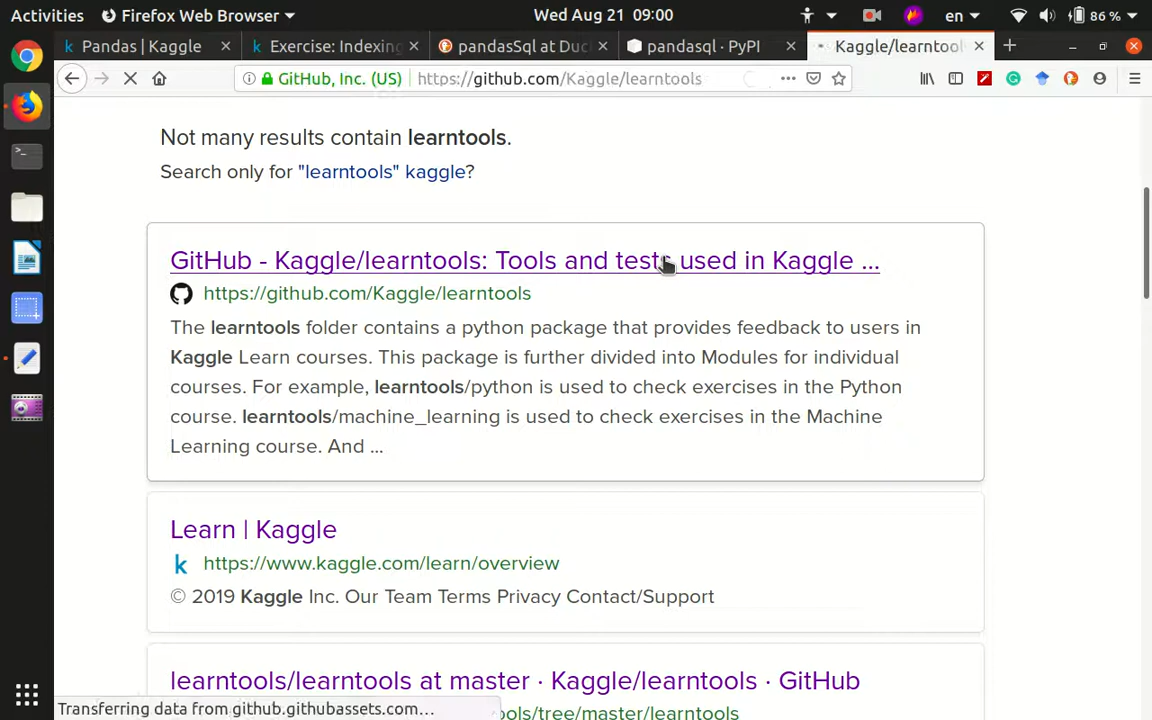 Activities
Firefox Web Browser
Wed Aug 21 09:00
en
86 %
Pandas | Kaggle
Exercise: Indexing
pandasSql at Duc
pandasql · PyPI
Kaggle/learntool
GitHub, Inc. (US)
https://github.com/Kaggle/learntools
Not many results contain learntools.
Search only for "learntools" kaggle?
GitHub - Kaggle/learntools: Tools and tests used in Kaggle ...
https://github.com/Kaggle/learntools
The learntools folder contains a python package that provides feedback to users in
Kaggle Learn courses. This package is further divided into Modules for individual
courses. For example, learntools/python is used to check exercises in the Python
course. learntools/machine_learning is used to check exercises in the Machine
Learning course. And ...
Learn | Kaggle
https://www.kaggle.com/learn/overview
© 2019 Kaggle Inc. Our Team Terms Privacy Contact/Support
learntools/learntools at master · Kaggle/learntools · GitHub
ools/tree/master/learntools
Transferring data from github.githubassets.com...